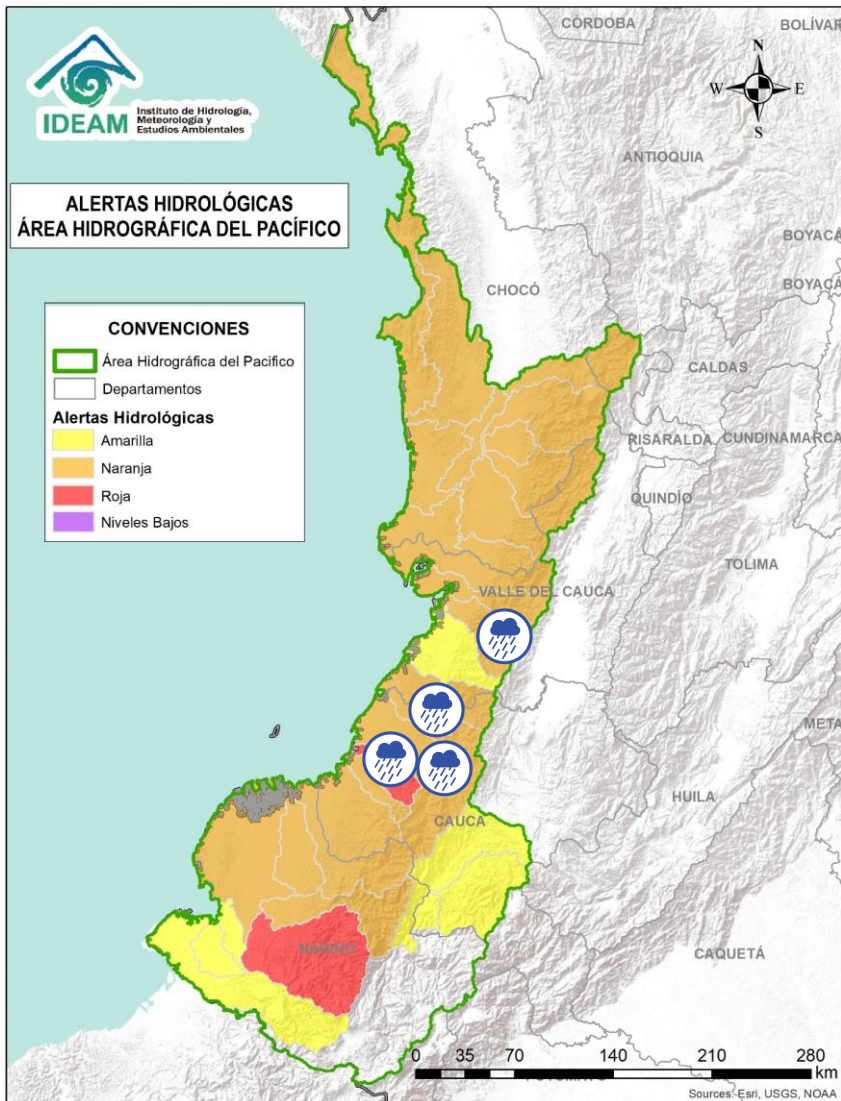 CÓRDOBA
BOLÍVAR
IDEAM
Instituto de Hidrología,
Meteorología y
Estudios Ambientales
N
W
E
S
ANTIOQUIA
ALERTAS HIDROLÓGICAS
ÁREA HIDROGRÁFICA DEL PACÍFICO
BOYACÁ
BOYACÁ
CHOCÓ
CONVENCIONES
Área Hidrográfica del Pacifico
Departamentos
Alertas Hidrológicas
Amarilla
Naranja
Roja
Niveles Bajos
CALDAS
RISARALDA
CUNDINAMARCA
QUINDÍO
TOLIMA
VALLE DEL CAUCA
META
HUILA
CAUCA
NARIÑO
CAQUETÁ
0 35 70 140 210 280
km
PUTUMAYO
Sources: Esri, USGS, NOAA